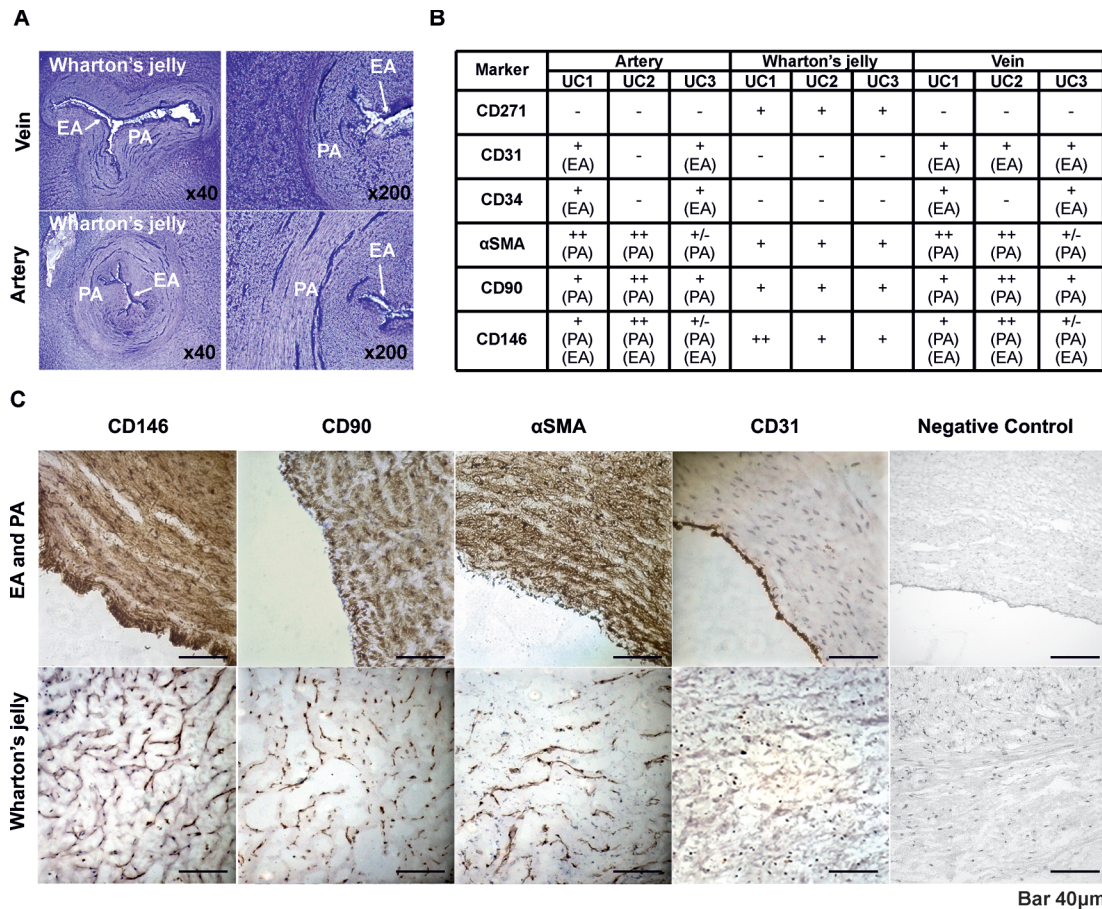 A
Vein
Wharton's jelly
EA
PA
x40
EA
PA
x200
Artery
Wharton's jelly
PA
EA
x40
EA
PA
x200
B
Marker Artery Wharton's jelly Vein
UC1 UC2 UC3 UC1 UC2 UC3 UC1 UC2 UC3
CD271 - - - + + + - - -
CD31 + (EA) - + (EA) - - - + (EA) + (EA) + (EA)
CD34 + (EA) - + (EA) - - - + (EA) - + (EA)
αSMA ++ (PA) ++ (PA) +/- (PA) + + + ++ (PA) ++ (PA) +/- (PA)
CD90 + (PA) ++ (PA) + (PA) + + + + (PA) ++ (PA) + (PA)
CD146 + (PA) (EA) ++ (PA) (EA) +/- (PA) (EA) ++ + + + (PA) (EA) ++ (PA) (EA) +/- (PA) (EA)
C
CD146 CD90 αSMA CD31 Negative Control
EA and PA
Wharton's jelly
Bar 40µm